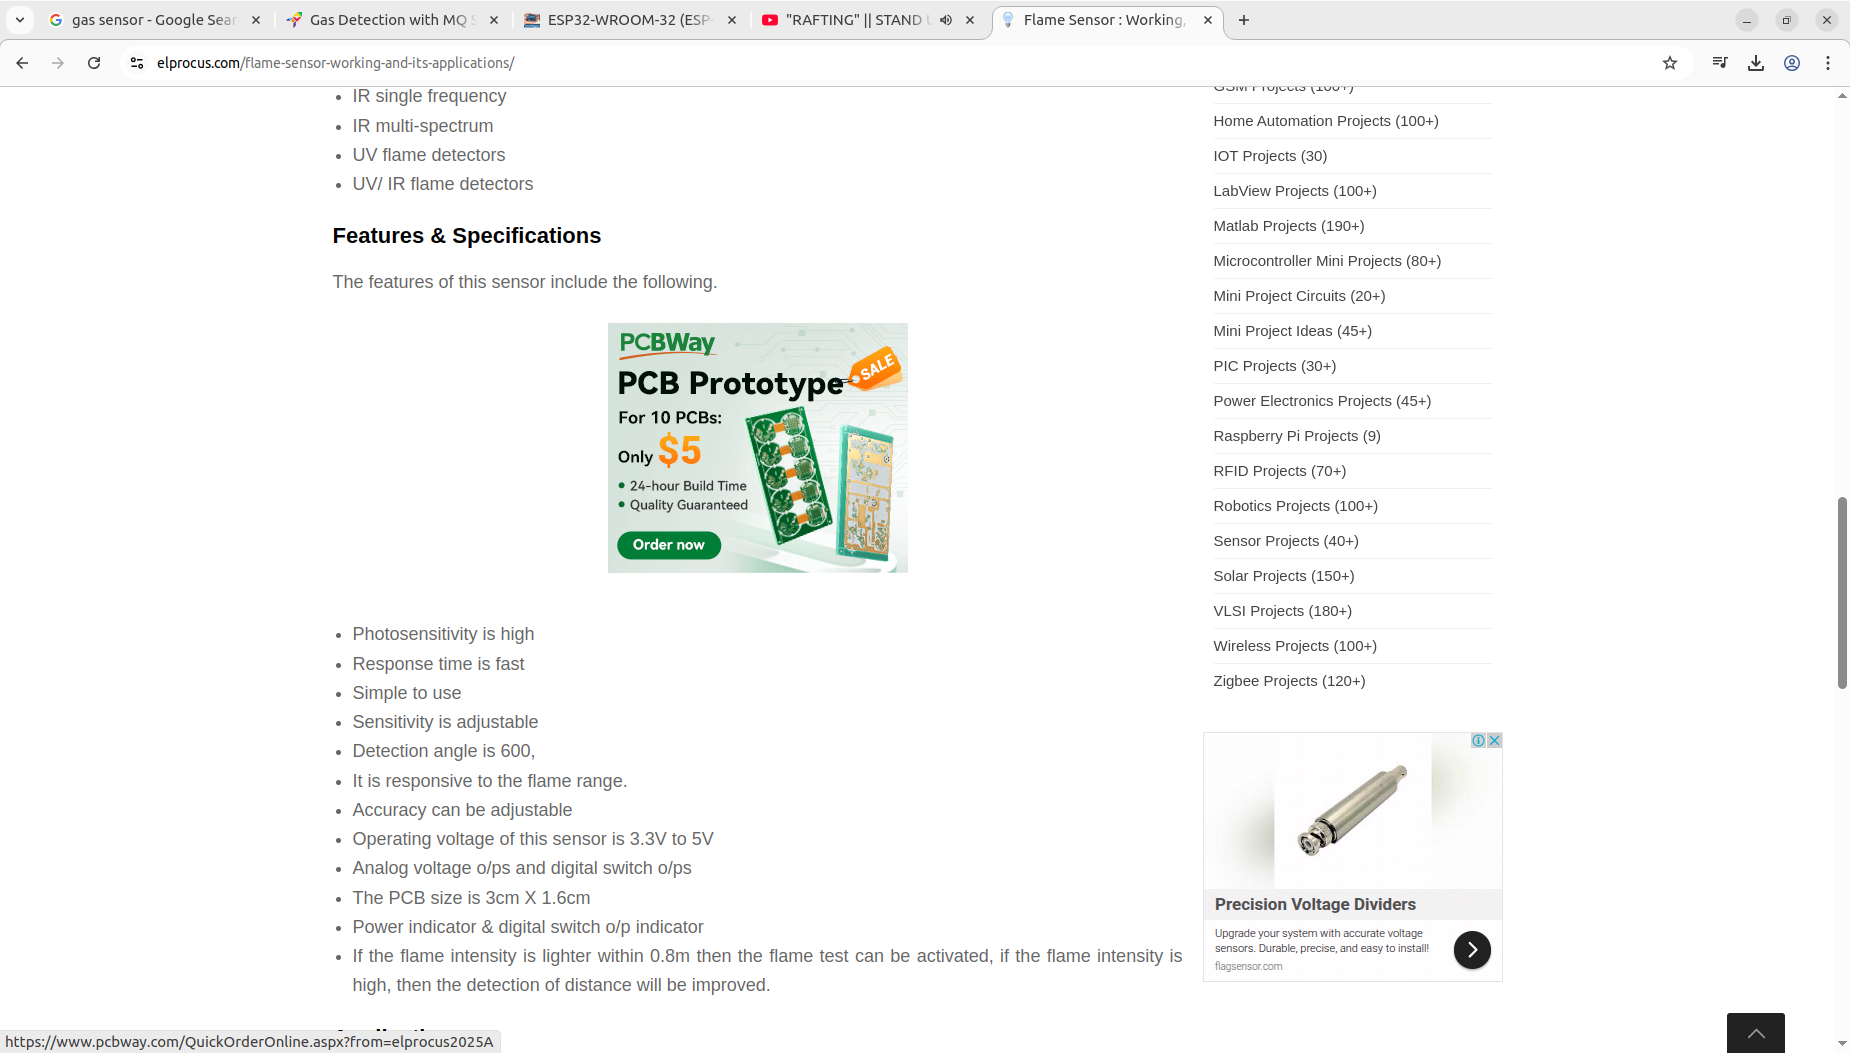 gas sensor - Google Sear
Gas Detection with MQ S
ESP32-WROOM-32 (ESP-
"RAFTING" || STAND U
Flame Sensor : Working,
elprocus.com/flame-sensor-working-and-its-applications/
IR single frequency
IR multi-spectrum
UV flame detectors
UV/ IR flame detectors
Features & Specifications
The features of this sensor include the following.
PCBWay
PCB Prototype
SALE
For 10 PCBs:
Only $5
24-hour Build Time
Quality Guaranteed
Order now
Photosensitivity is high
Response time is fast
Simple to use
Sensitivity is adjustable
Detection angle is 600,
It is responsive to the flame range.
Accuracy can be adjustable
Operating voltage of this sensor is 3.3V to 5V
Analog voltage o/ps and digital switch o/ps
The PCB size is 3cm X 1.6cm
Power indicator & digital switch o/p indicator
If the flame intensity is lighter within 0.8m then the flame test can be activated, if the flame intensity is
high, then the detection of distance will be improved.
GSM Projects (100+)
Home Automation Projects (100+)
IOT Projects (30)
LabView Projects (100+)
Matlab Projects (190+)
Microcontroller Mini Projects (80+)
Mini Project Circuits (20+)
Mini Project Ideas (45+)
PIC Projects (30+)
Power Electronics Projects (45+)
Raspberry Pi Projects (9)
RFID Projects (70+)
Robotics Projects (100+)
Sensor Projects (40+)
Solar Projects (150+)
VLSI Projects (180+)
Wireless Projects (100+)
Zigbee Projects (120+)
Precision Voltage Dividers
Upgrade your system with accurate voltage
sensors. Durable, precise, and easy to install!
flagsensor.com
https://www.pcbway.com/QuickOrderOnline.aspx?from=elprocus2025A